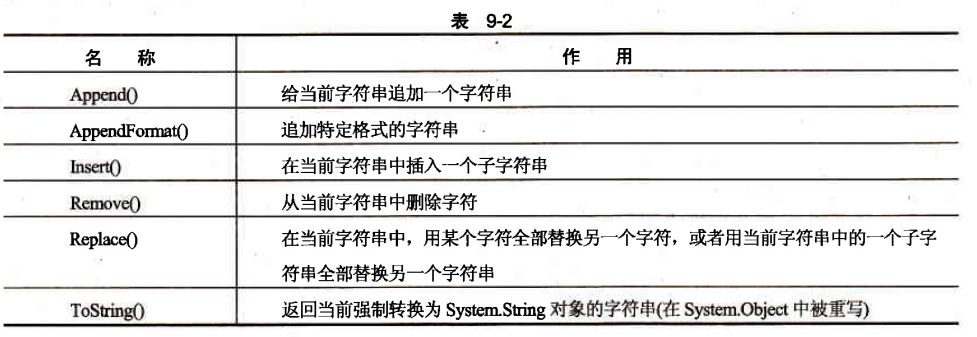 表 9-2
名 称 作 用
Append() 给当前字符串追加一个字符串
AppendFormat() 追加特定格式的字符串
Insert() 在当前字符串中插入一个子字符串
Remove() 从当前字符串中删除字符
Replace() 在当前字符串中，用某个字符全部替换另一个字符，或者用当前字符串中的一个子字
符串全部替换另一个字符串
ToString() 返回当前强制转换为 System.String 对象的字符串(在 System.Object 中被重写)